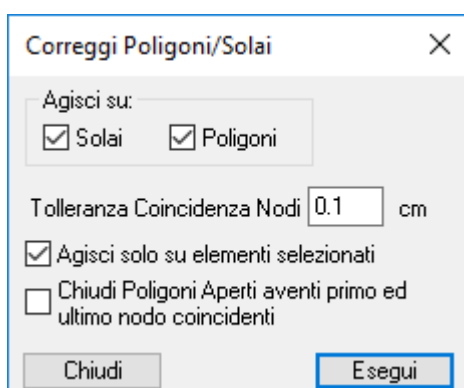 Correggi Poligoni/Solai
Agisci su:
Solai Poligoni
Tolleranza Coincidenza Nodi 0.1 cm
Agisci solo su elementi selezionati
Chiudi Poligoni Aperti aventi primo ed
ultimo nodo coincidenti
Chiudi Esegui